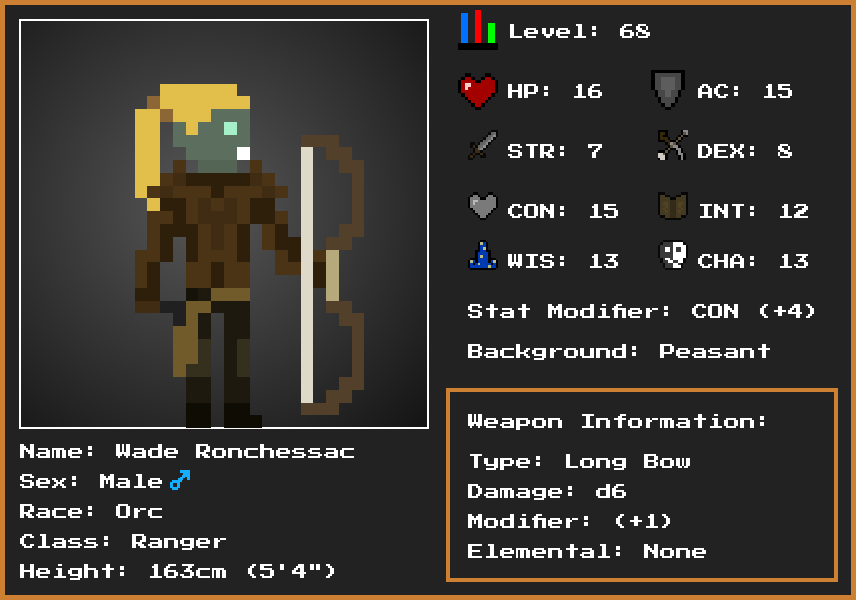 Level: 68
HP: 16
AC: 15
STR: 7
DEX: 8
CON: 15
INT: 12
WIS: 13
CHA: 13
Stat Modifier: CON (+4)
Background: Peasant
Weapon Information:
Type: Long Bow
Damage: d6
Modifier: (+1)
Elemental: None
Name: Wade Ronchessac
Sex: Male ♂
Race: Orc
Class: Ranger
Height: 163cm (5'4")